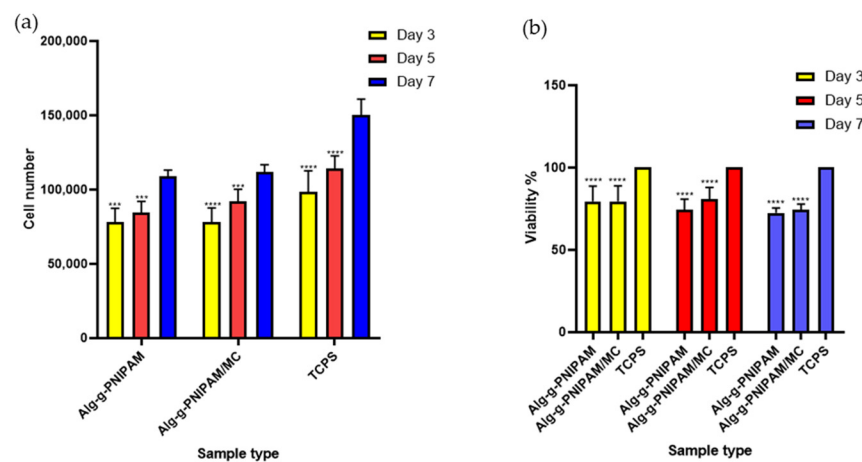 (a)
200,000
150,000
100,000
50,000
0
Cell number
Day 3
Day 5
Day 7
***
***
****
***
****
****
Alg-g-PNIPAM
Alg-g-PNIPAM/MC
TCPS
Sample type
(b)
150
100
50
0
Viability %
Day 3
Day 5
Day 7
****
****
****
****
****
****
Alg-g-PNIPAM
Alg-g-PNIPAM/MC
TCPS
Alg-g-PNIPAM
Alg-g-PNIPAM/MC
TCPS
Alg-g-PNIPAM
Alg-g-PNIPAM/MC
TCPS
Sample type